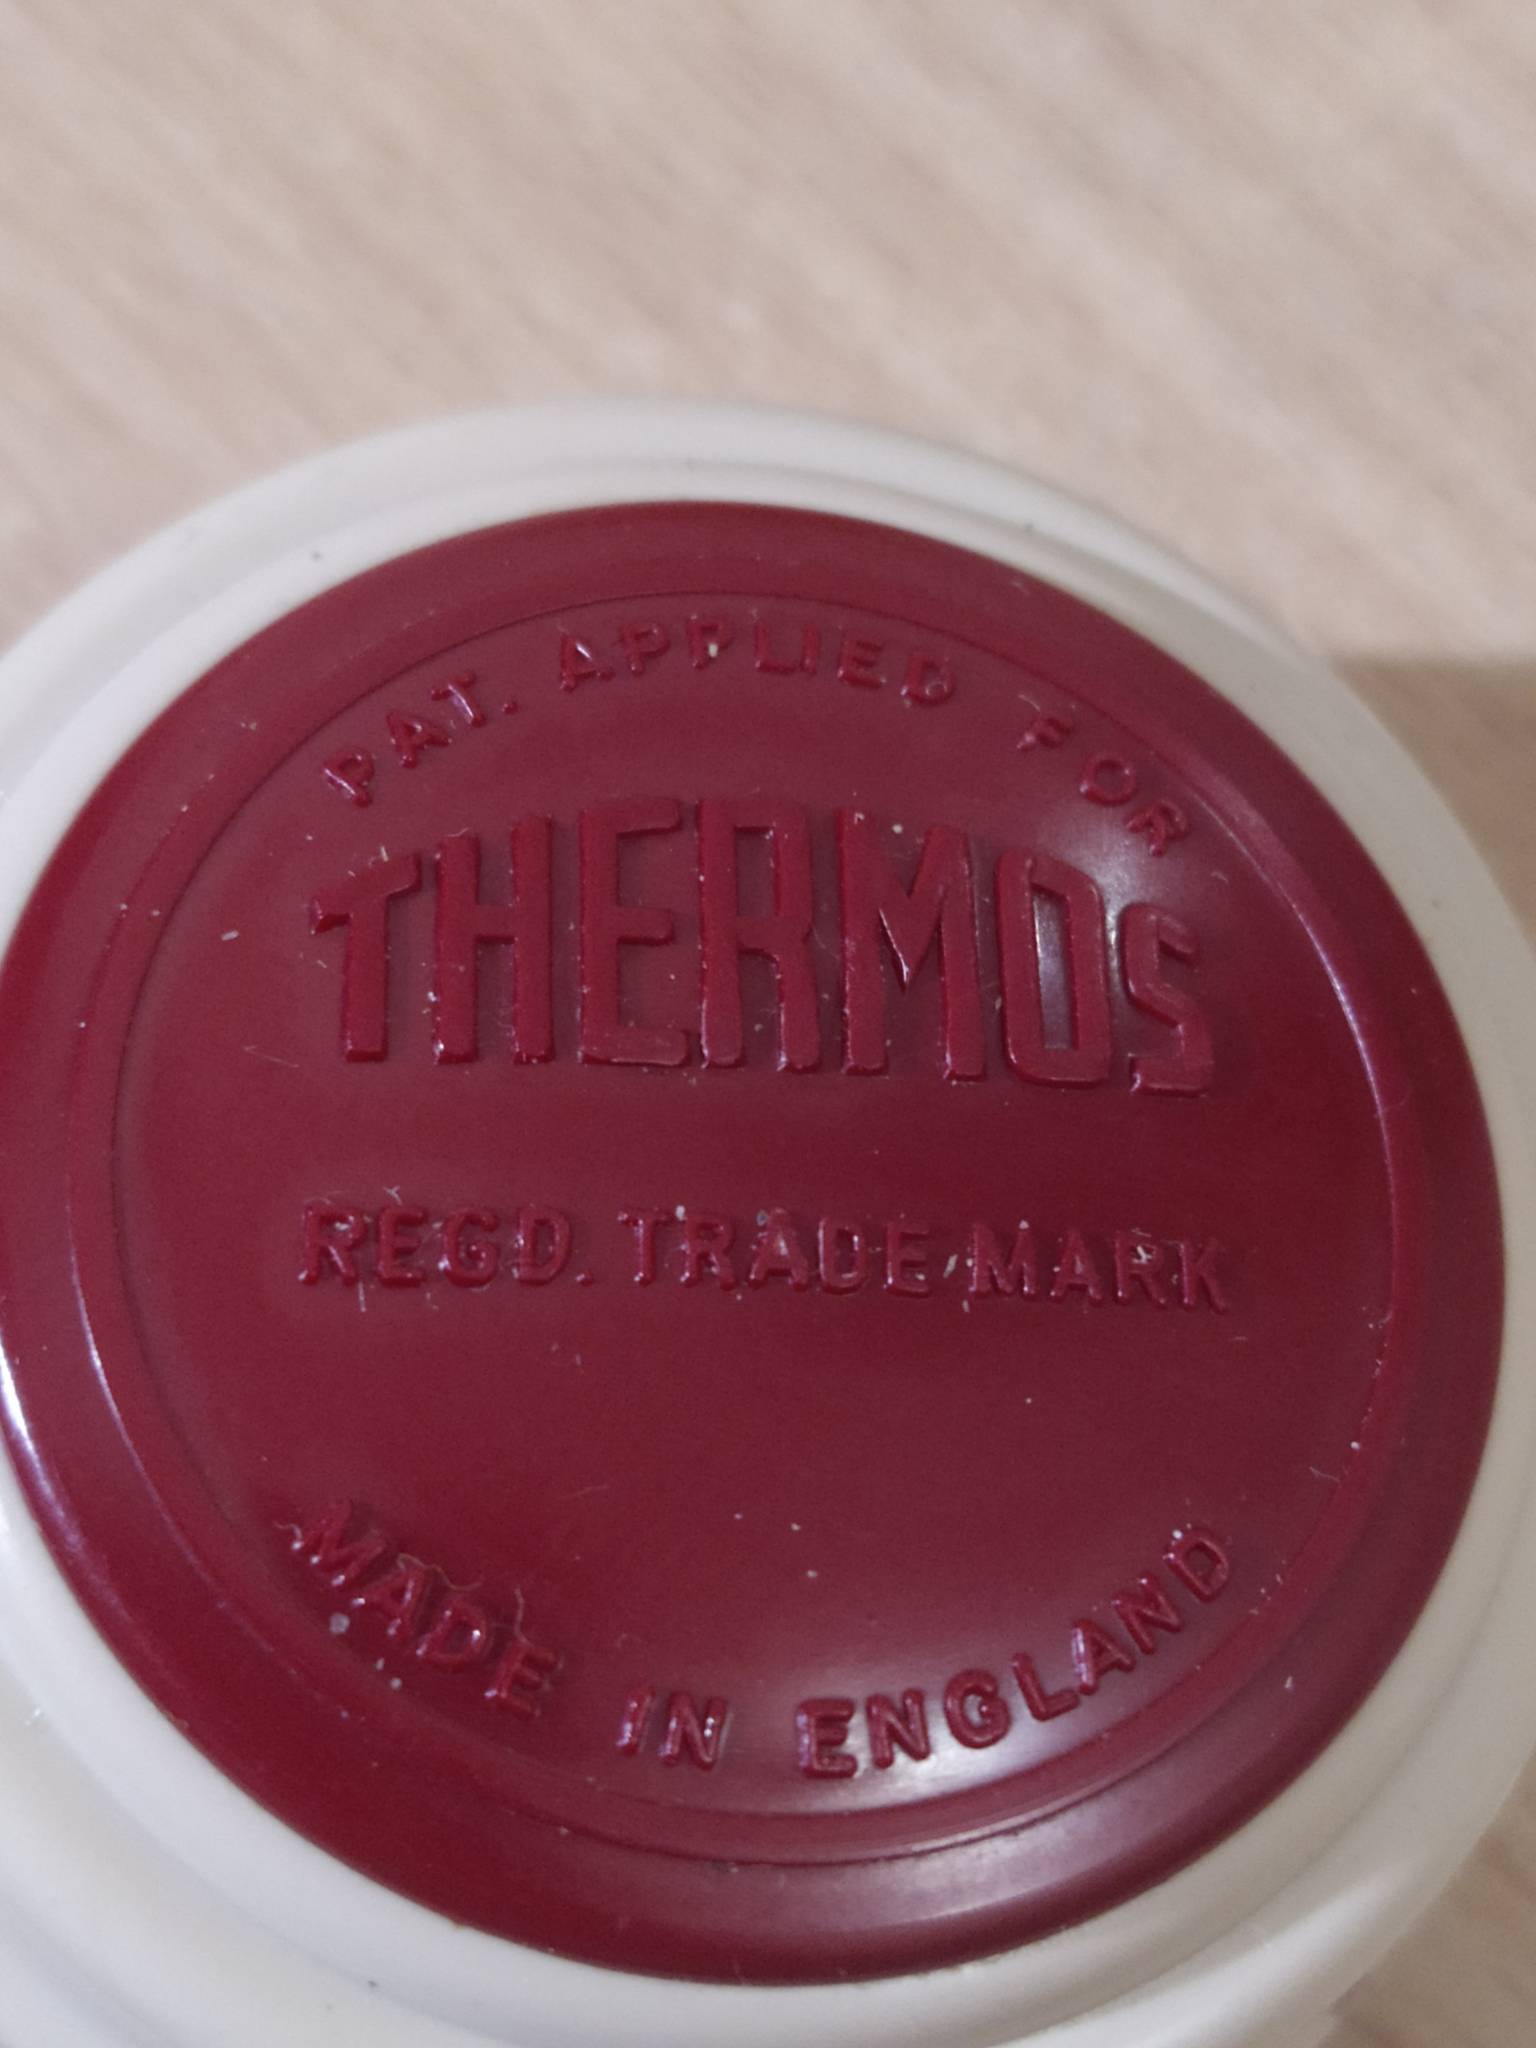 PAT. APPLIED FOR
THERMOS
REGD. TRADE MARK
MADE IN ENGLAND